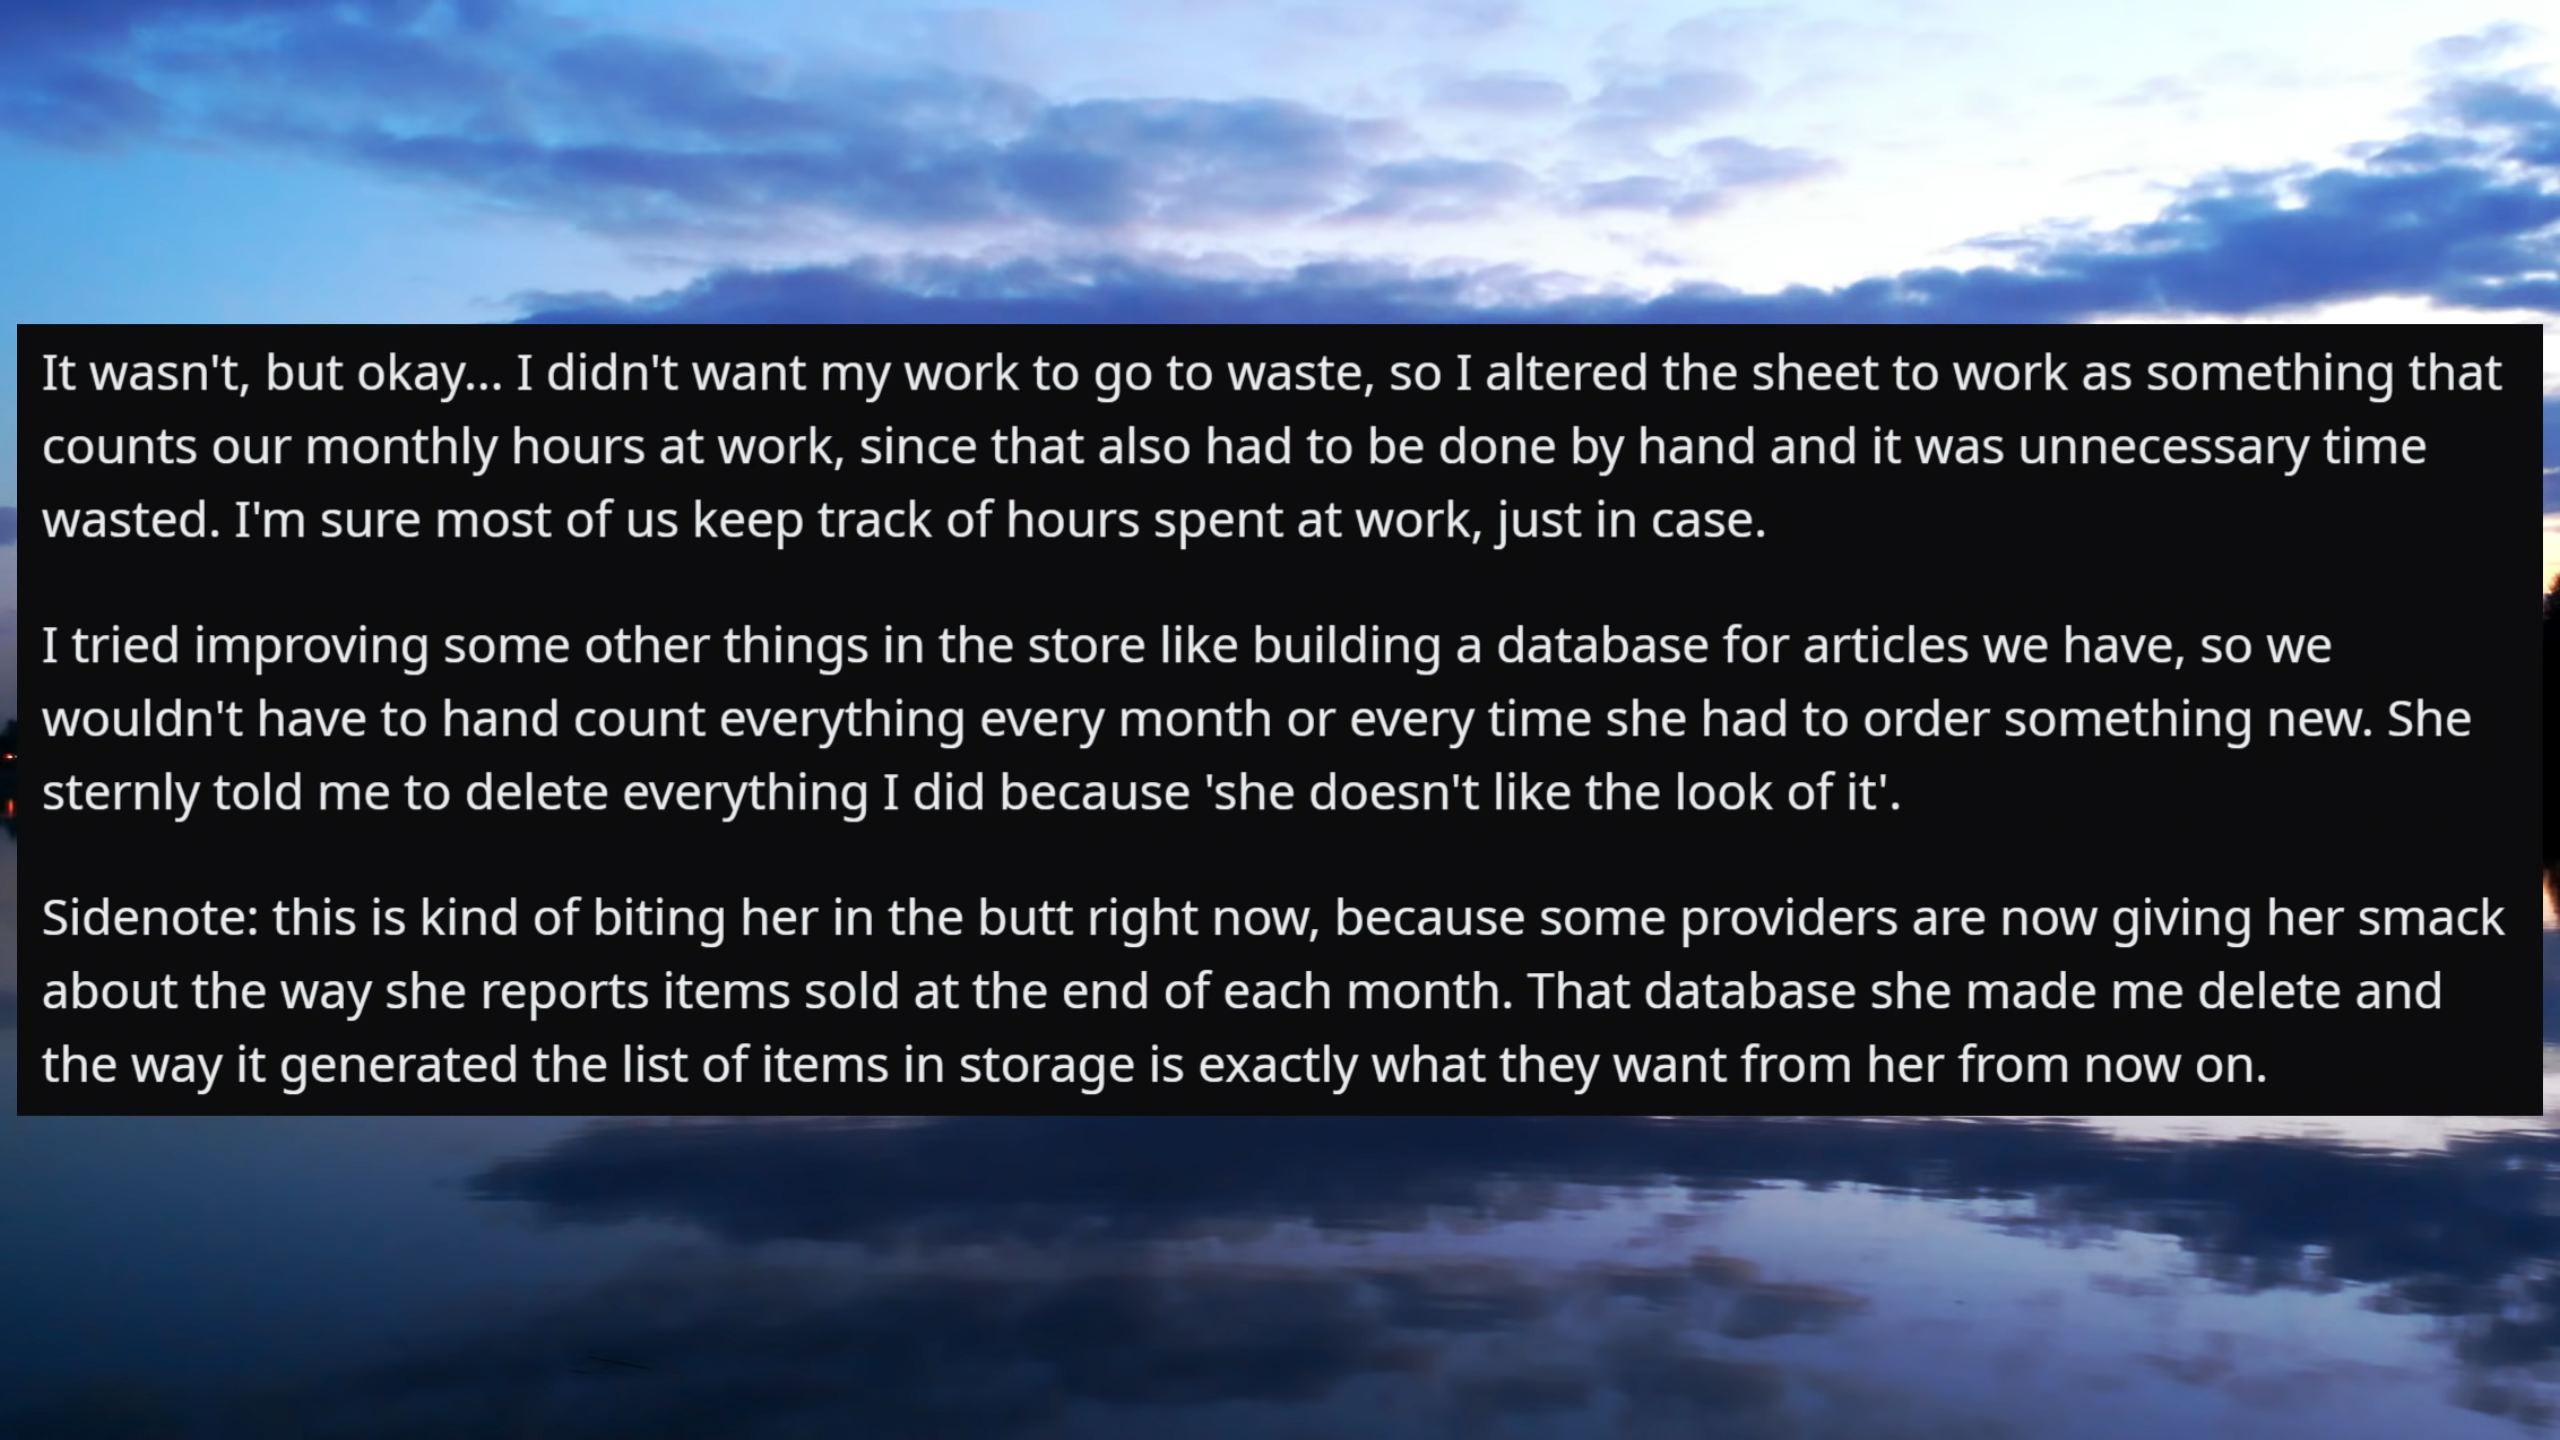 It wasn't, but okay... I didn't want my work to go to waste, so I altered the sheet to work as something that
counts our monthly hours at work, since that also had to be done by hand and it was unnecessary time
wasted. I'm sure most of us keep track of hours spent at work, just in case.
I tried improving some other things in the store like building a database for articles we have, so we
wouldn't have to hand count everything every month or every time she had to order something new. She
sternly told me to delete everything I did because 'she doesn't like the look of it'.
Sidenote: this is kind of biting her in the butt right now, because some providers are now giving her smack
about the way she reports items sold at the end of each month. That database she made me delete and
the way it generated the list of items in storage is exactly what they want from her from now on.